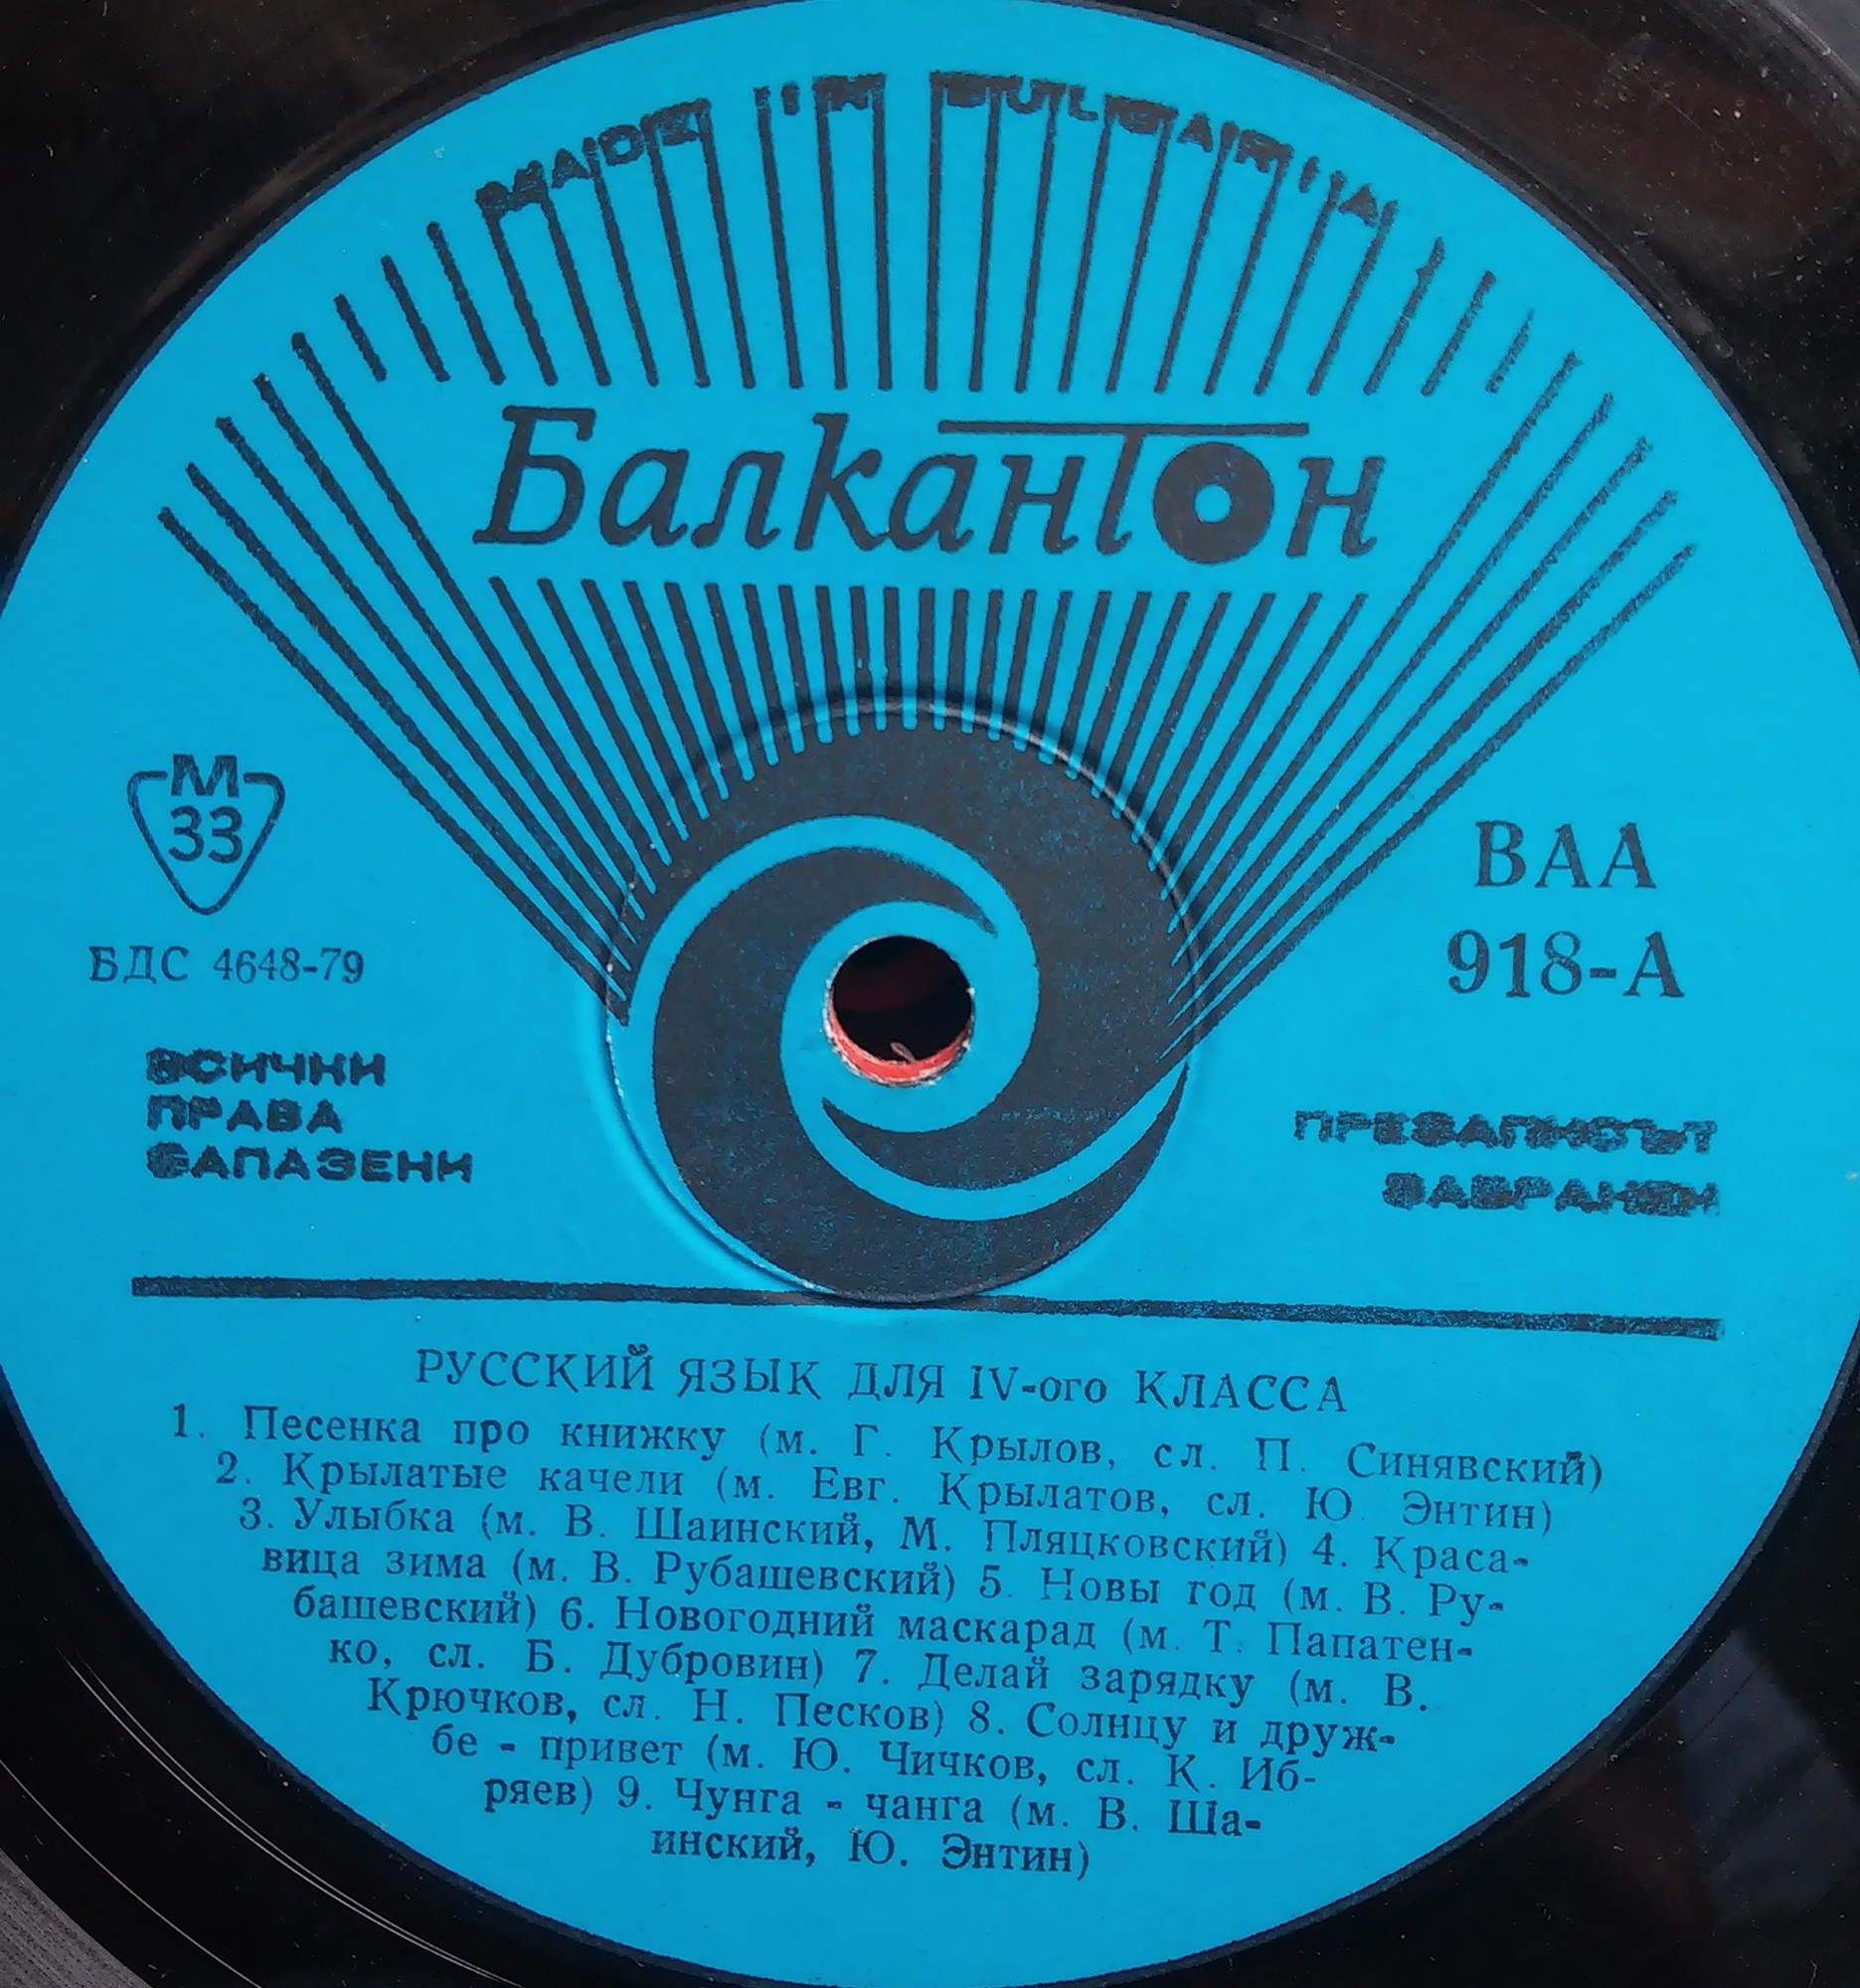 MADE IN BULGARIA
Балкантон
М
33
БДС 4648-79
ВСИЧКИ
ПРАВА
ЗАПАЗЕНИ
ВАА
918-А
ПРЕЗАПИСЪТ
ЗАБРАНЕН
РУССКИЙ ЯЗЫК ДЛЯ IV-ого КЛАССА
1. Песенка про книжку (м. Г. Крылов, сл. П. Синявский)
2. Крылатые качели (м. Евг. Крылатов, сл. Ю. Энтин)
3. Улыбка (м. В. Шаинский, М. Пляцковский) 4. Краса-
вица зима (м. В. Рубашевский) 5. Новы год (м. В. Ру-
башевский) 6. Новогодний маскарад (м. Т. Папатен-
ко, сл. Б. Дубровин) 7. Делай зарядку (м. В.
Крючков, сл. Н. Песков) 8. Солнцу и друж-
бе - привет (м. Ю. Чичков, сл. К. Иб-
ряев) 9. Чунга - чанга (м. В. Ша-
инский, Ю. Энтин)